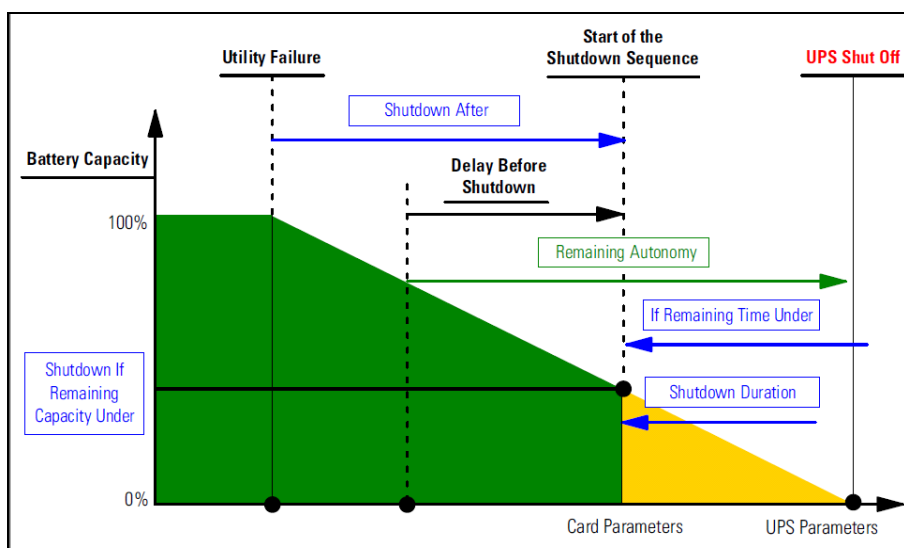 Utility Failure
Start of the
Shutdown Sequence
UPS Shut Off
Shutdown After
Battery Capacity
Delay Before
Shutdown
100%
Remaining Autonomy
If Remaining Time Under
Shutdown If
Remaining
Capacity Under
Shutdown Duration
0%
Card Parameters
UPS Parameters